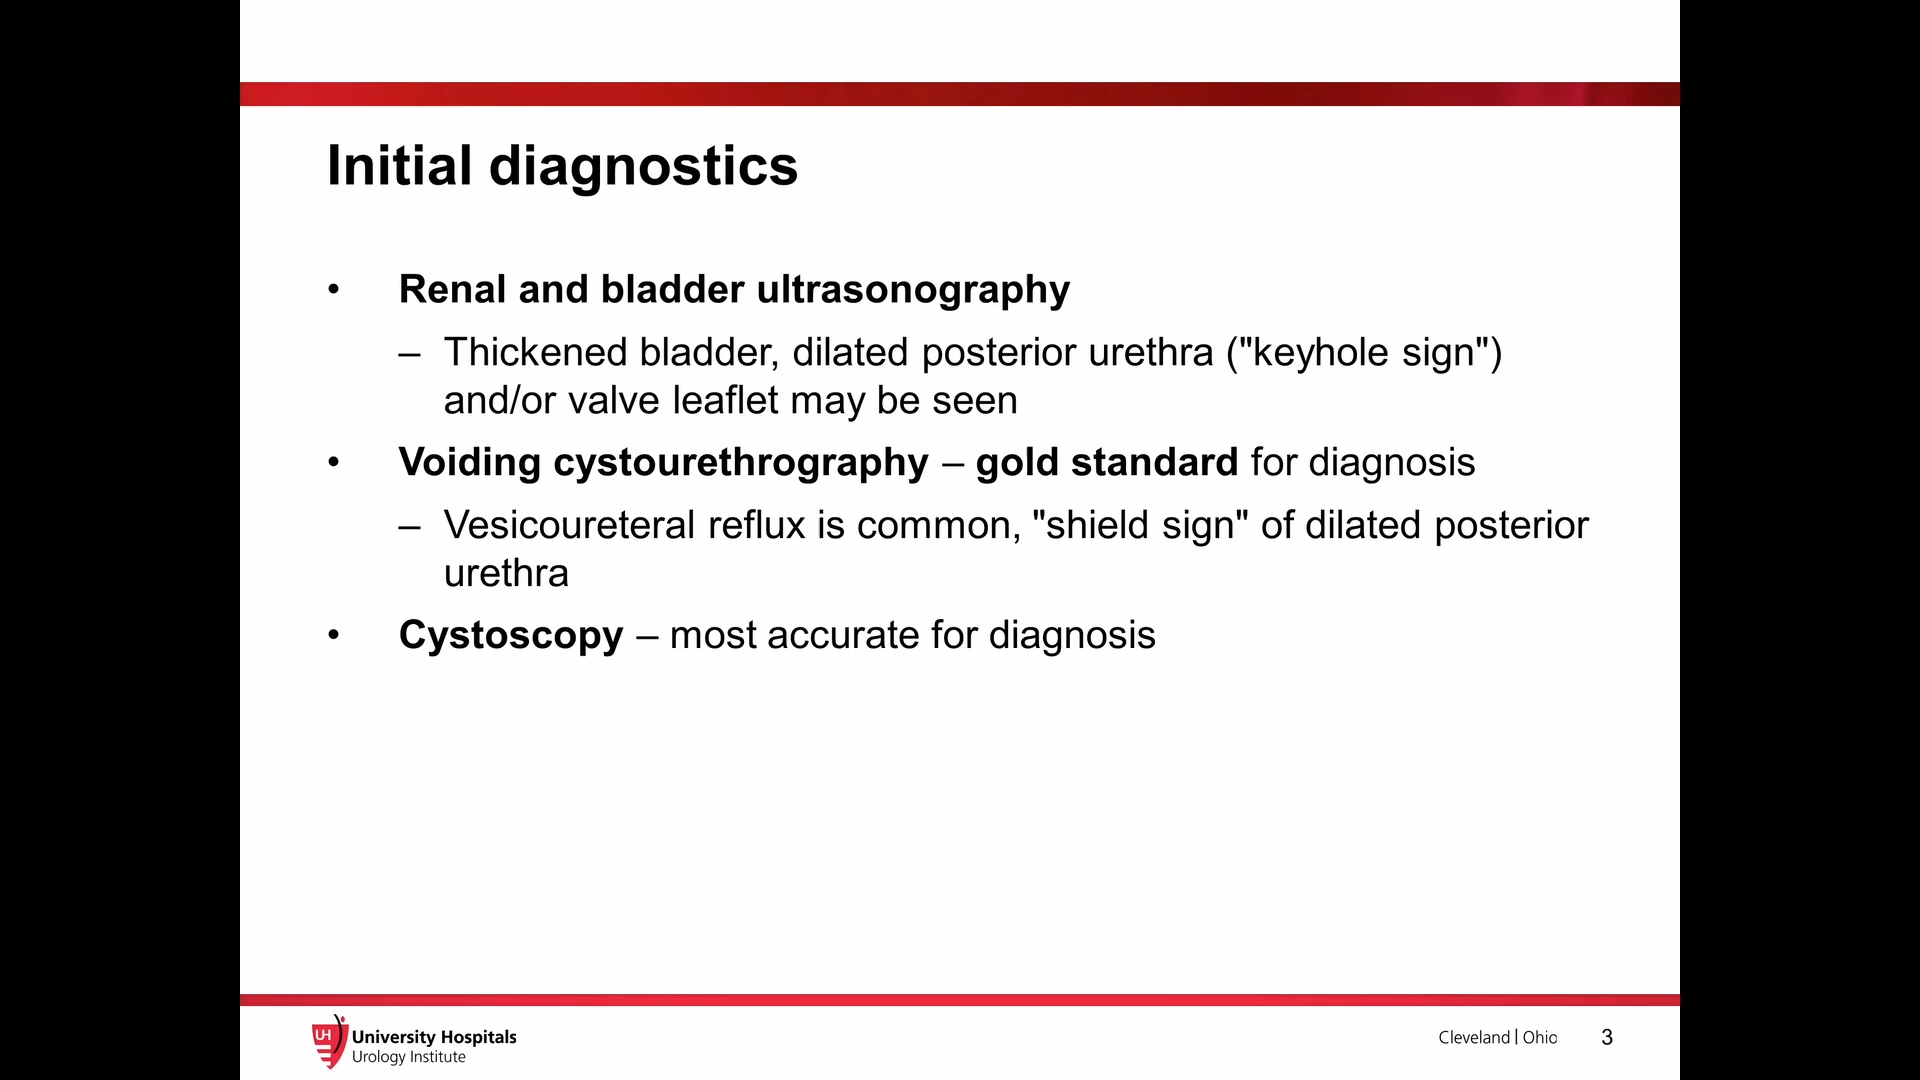 Initial diagnostics
• Renal and bladder ultrasonography
– Thickened bladder, dilated posterior urethra ("keyhole sign")
and/or valve leaflet may be seen
• Voiding cystourethrography – gold standard for diagnosis
– Vesicoureteral reflux is common, "shield sign" of dilated posterior
urethra
• Cystoscopy – most accurate for diagnosis
UH
University Hospitals
Urology Institute
Cleveland | Ohio
3